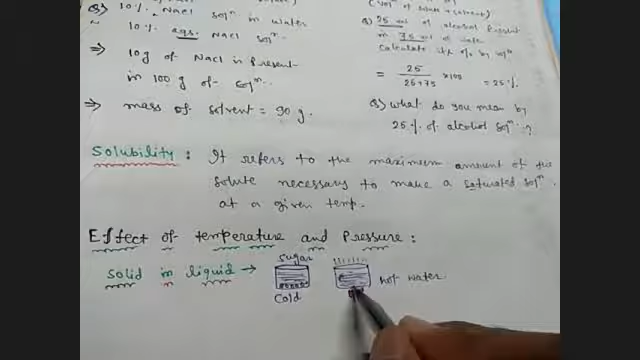 Q) 10%. NaCl solⁿ in water
10%. aqs. NaCl solⁿ.
⇒ 10g of NaCl is Present
in 100 g of solⁿ.
⇒ mass of solvent = 90 g.
Q) 25 ml of alcohol Present
in 75 ml of
calculate its % by
= 25/(25+75) ×100 = 25%
Q) what do you mean by
25%. of alcohol solⁿ..?
Solubility : It refers to the maximum amount of the
solute necessary to make a saturated solⁿ.
at a given temp.
Effect of temperature and Pressure :
Solid in liquid →
sugar
cold
hot water